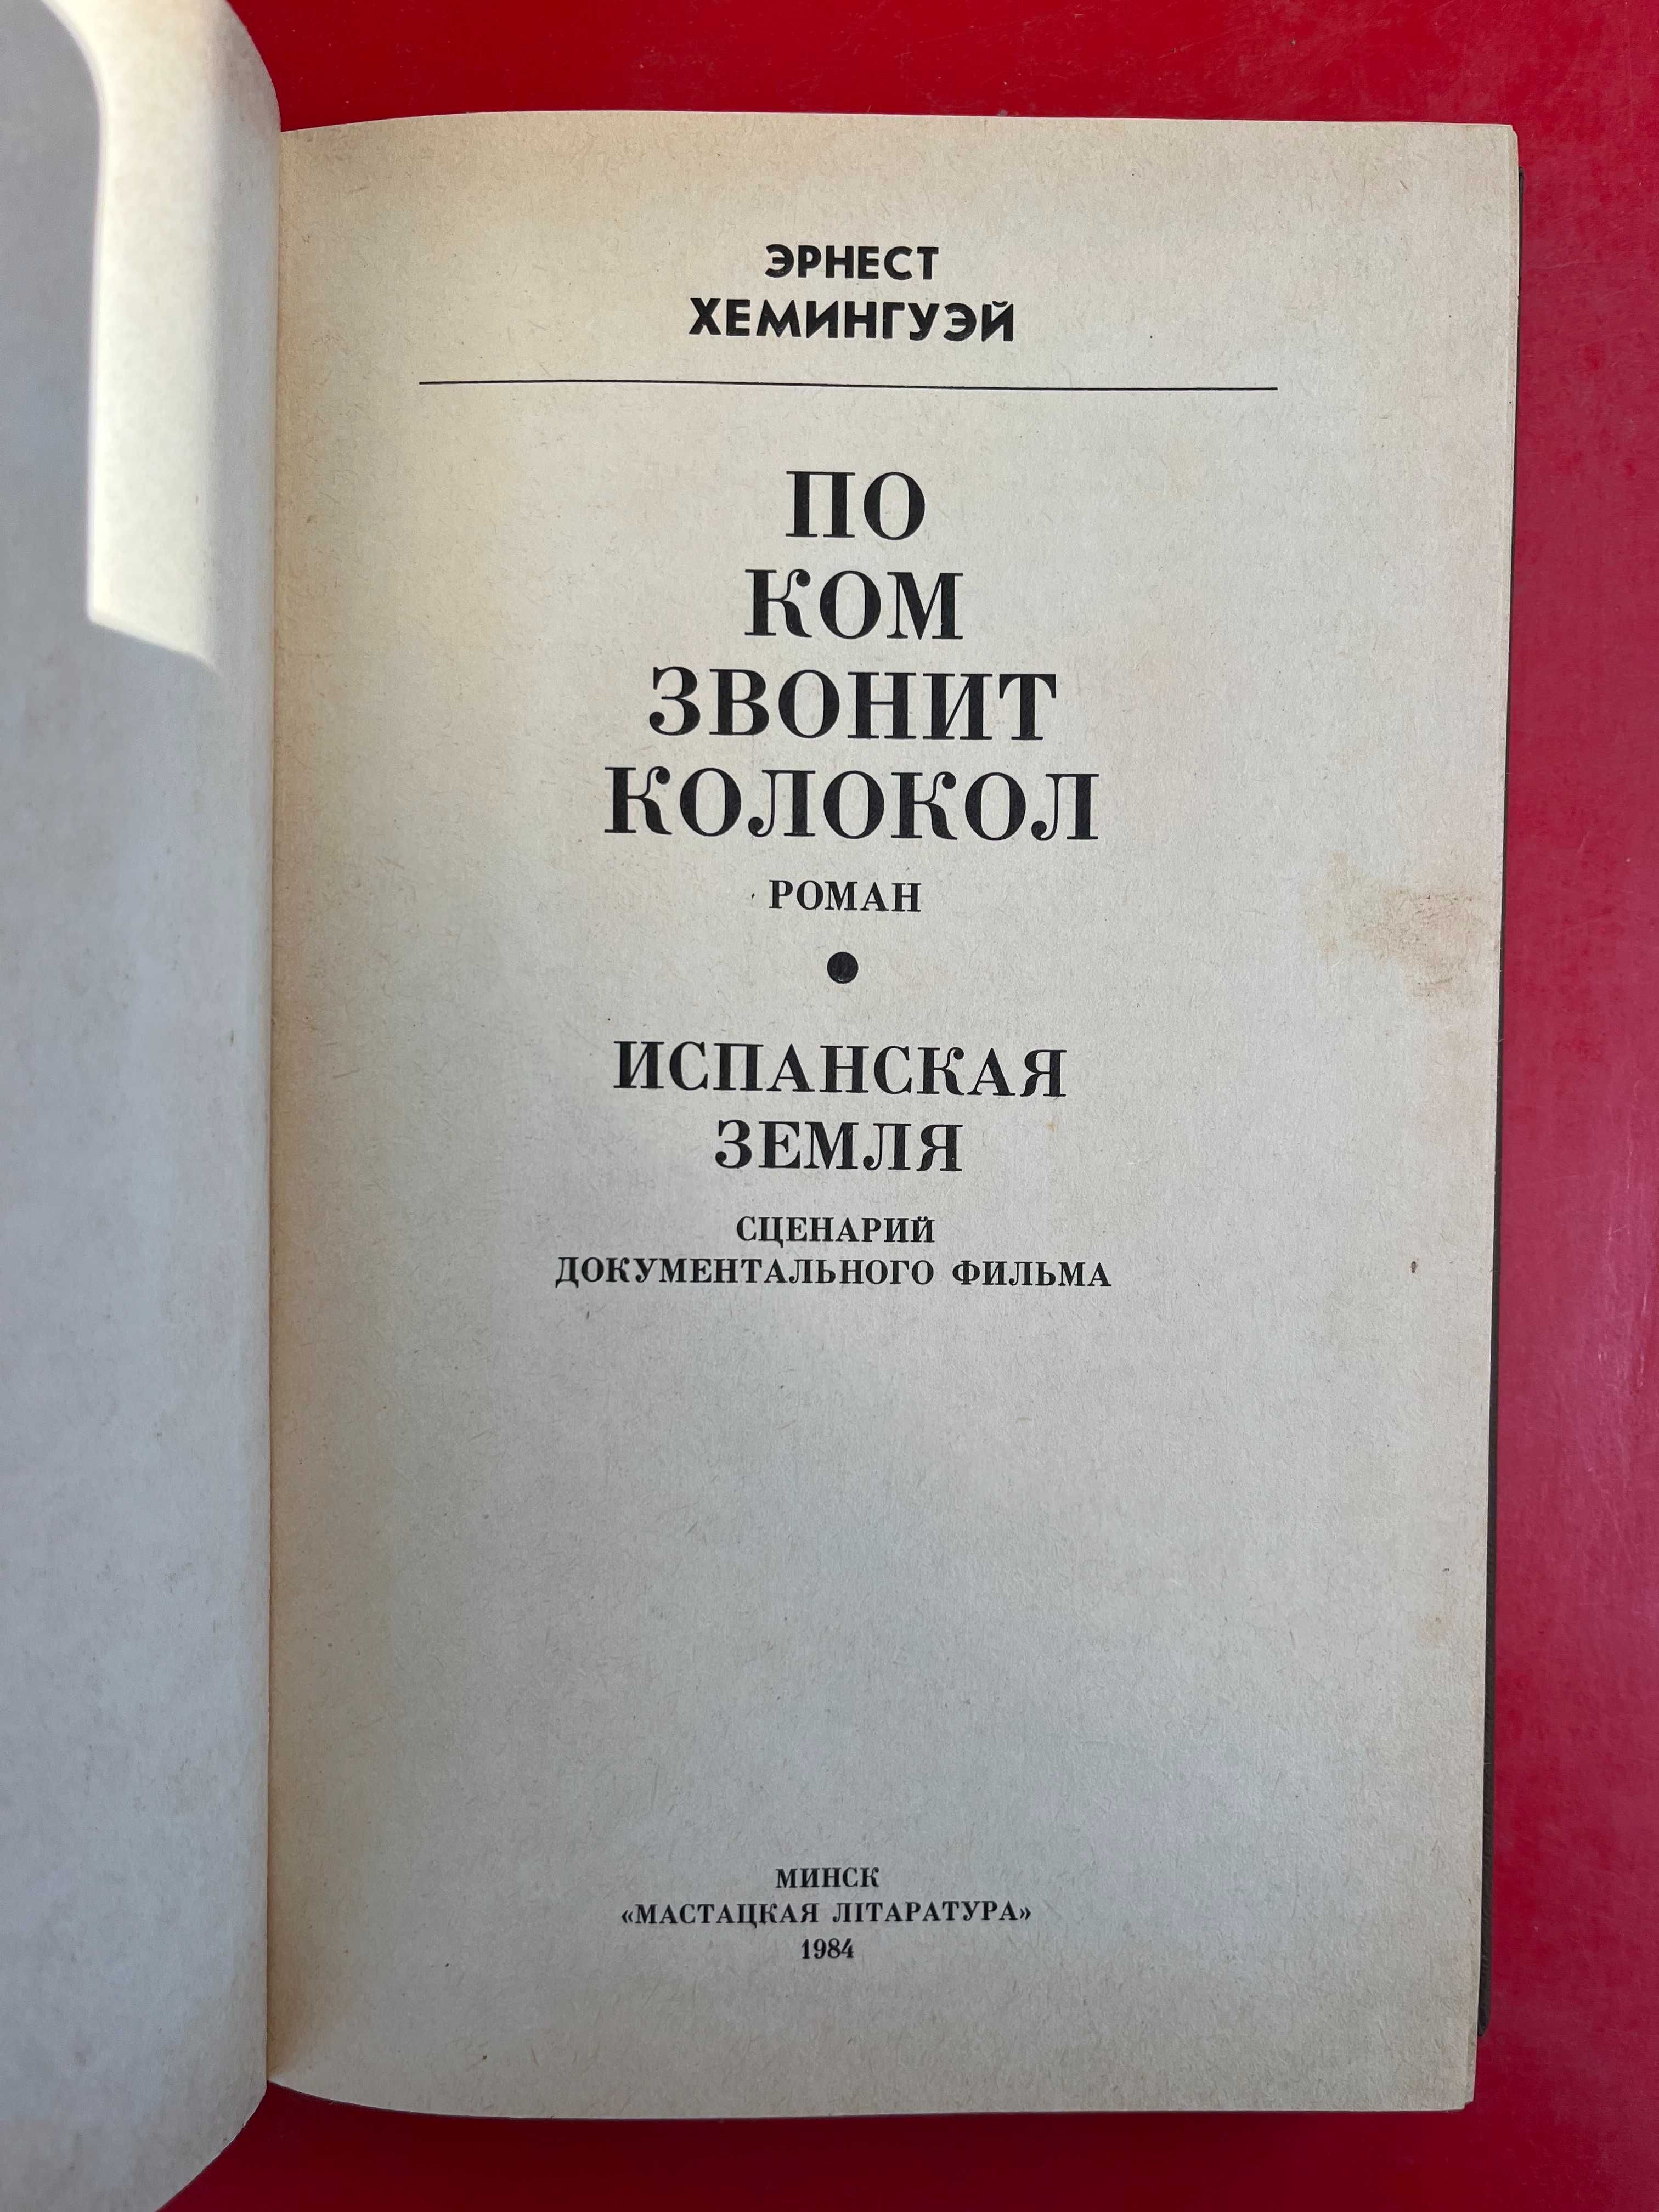 ЭРНЕСТ
ХЕМИНГУЭЙ
ПО
КОМ
ЗВОНИТ
КОЛОКОЛ
РОМАН
●
ИСПАНСКАЯ
ЗЕМЛЯ
СЦЕНАРИЙ
ДОКУМЕНТАЛЬНОГО ФИЛЬМА
МИНСК
«МАСТАЦКАЯ ЛІТАРАТУРА»
1984